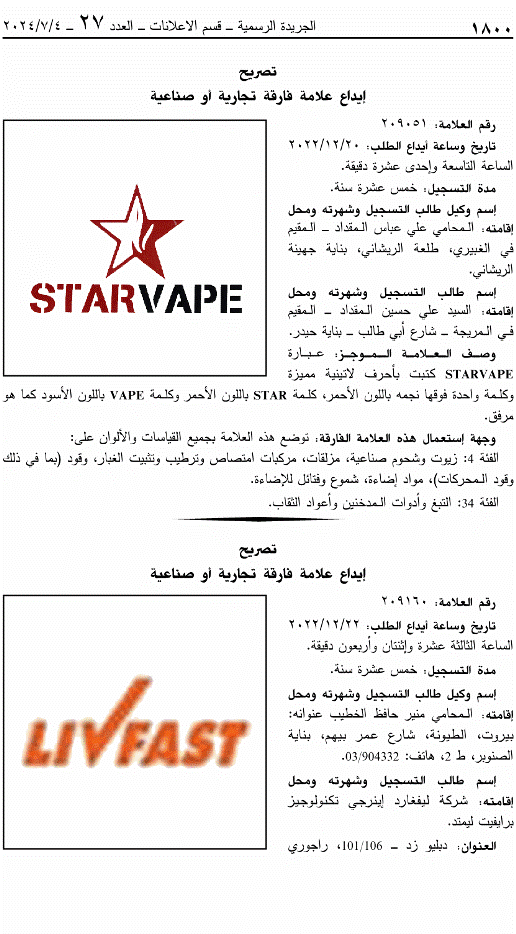 ١٨٠٠
الجريدة الرسمية ــ قسم الاعلانات ــ العدد ٢٧ ــ ٢٠٢٤/٧/٤
تصريح
إيداع علامة فارقة تجارية أو صناعية
رقم العلامة: ٢٠٩٠٥١
تاريخ وساعة أيداع الطلب: ٢٠٢٢/١٢/٢٠
الساعة التاسعة وإحدى عشرة دقيقة.
مدة التسجيل: خمس عشرة سنة.
إسم وكيل طالب التسجيل وشهرته ومحل
إقامته: المحامي علي عباس المقداد ــ المقيم
في الغبيري، طلعة الريشاني، بناية جهينة
الريشاني.
إسم طالب التسجيل وشهرته ومحل
إقامته: السيد علي حسين المقداد ــ المقيم
في المريجة ــ شارع أبي طالب ــ بناية حيدر.
وصف العلامة الموجز: عبارة
STARVAPE كتبت بأحرف لاتينية مميزة
وكلمة واحدة فوقها نجمه باللون الأحمر، كلمة STAR باللون الأحمر وكلمة VAPE باللون الأسود كما هو
مرفق.
STARVAPE
وجهة إستعمال هذه العلامة الفارقة: توضع هذه العلامة بجميع القياسات والألوان على:
الفئة 4: زيوت وشحوم صناعية، مزلقات، مركبات امتصاص وترطيب وتثبيت الغبار، وقود (بما في ذلك
وقود المحركات)، مواد إضاءة، شموع وفتائل للإضاءة.
الفئة 34: التبغ وأدوات المدخنين وأعواد الثقاب.
تصريح
إيداع علامة فارقة تجارية أو صناعية
رقم العلامة: ٢٠٩١٦٠
تاريخ وساعة أيداع الطلب: ٢٠٢٢/١٢/٢٢
الساعة الثالثة عشرة وإثنتان وأربعون دقيقة.
مدة التسجيل: خمس عشرة سنة.
إسم وكيل طالب التسجيل وشهرته ومحل
إقامته: المحامي منير حافظ الخطيب عنوانه:
بيروت، الطيونة، شارع عمر بيهم، بناية
الصنوبر، ط 2، هاتف: 03/904332.
إسم طالب التسجيل وشهرته ومحل
إقامته: شركة ليفغارد إينرجي تكنولوجيز
برايفيت ليمتد.
العنوان: دبليو زد ــ 101/106، راجوري
LIVFAST